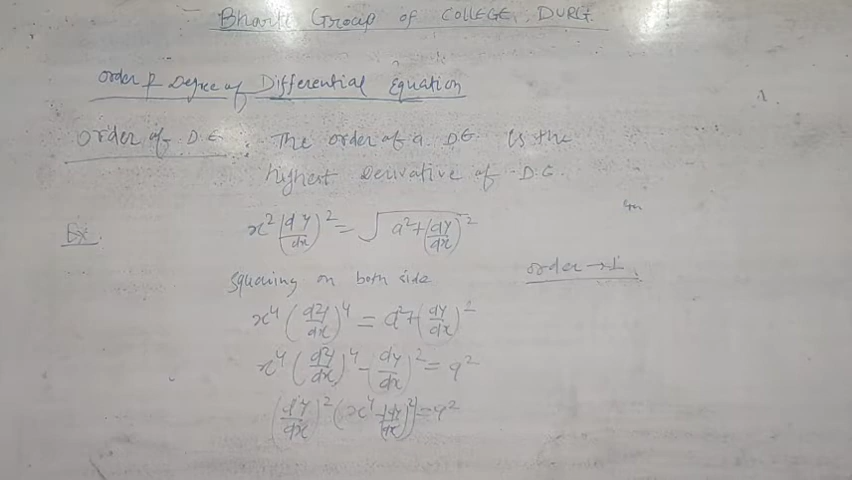 Bharti Group of COLLEGE, DURG.
Order & Degree of Differential Equation
Order of D.E. : The order of a D.E. is the
highest Derivative of D.E.
Ex. x² (dy/dx)² = √(a² + (dy/dx)²)
squaring on both side order → 1.
x⁴ (dy/dx)⁴ = a² + (dy/dx)²
x⁴ (dy/dx)⁴ - (dy/dx)² = a²
(dy/dx)² (x⁴ (dy/dx)²) = a²